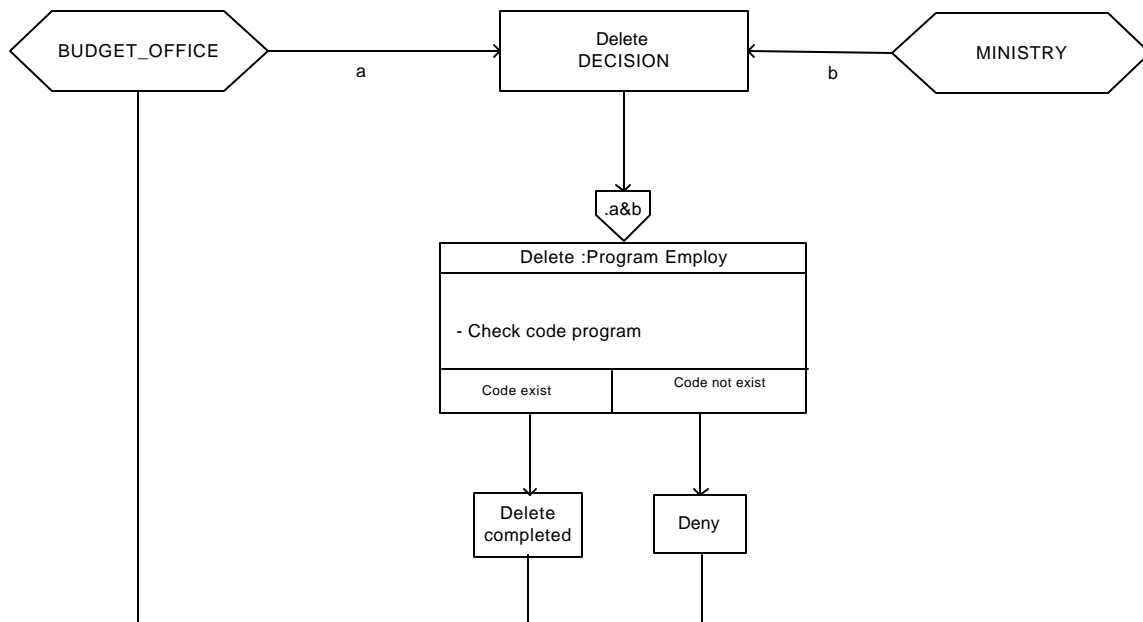 BUDGET_OFFICE
Delete
DECISION
MINISTRY
a
b
.a&b
Delete :Program Employ
- Check code program
Code exist
Code not exist
Delete
completed
Deny